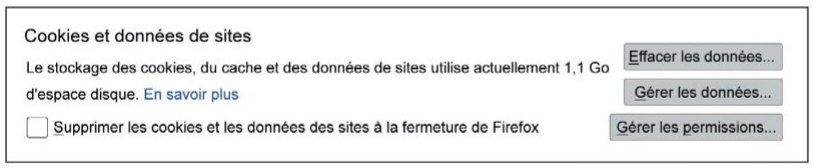 Cookies et données de sites
Le stockage des cookies, du cache et des données de sites utilise actuellement 1,1 Go
d'espace disque. En savoir plus
Effacer les données...
Gérer les données...
Supprimer les cookies et les données des sites à la fermeture de Firefox
Gérer les permissions...